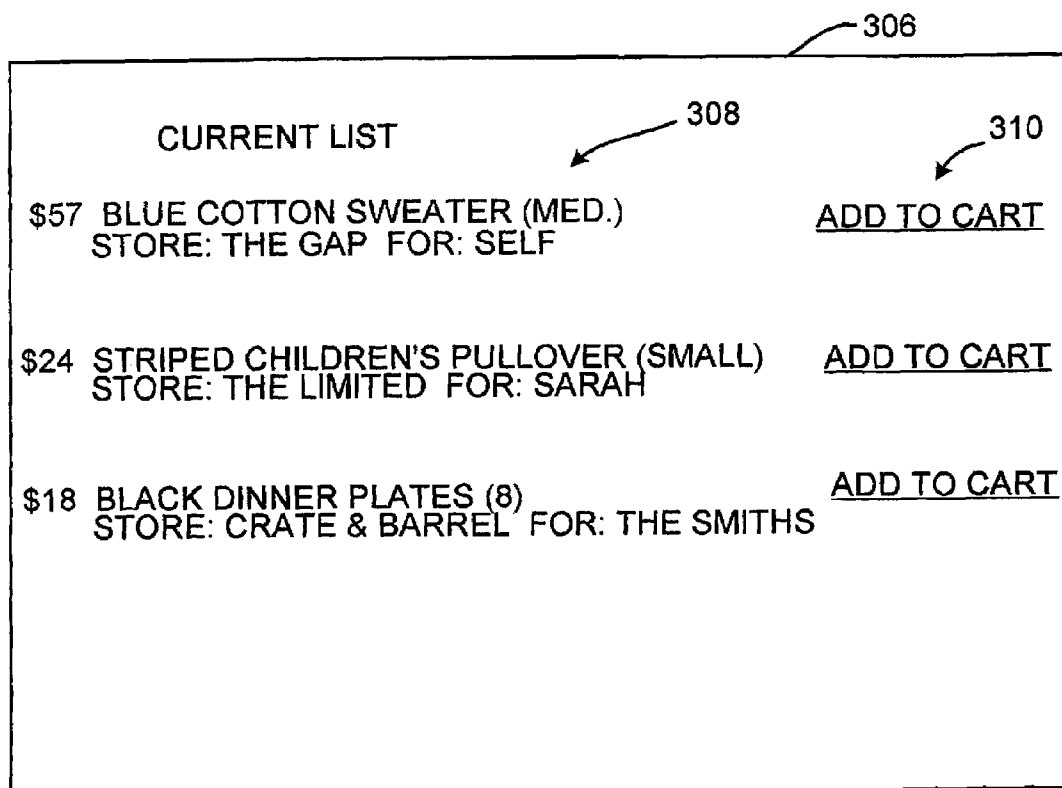 306
CURRENT LIST
308
310
$57 BLUE COTTON SWEATER (MED.)
STORE: THE GAP FOR: SELF
ADD TO CART
$24 STRIPED CHILDREN'S PULLOVER (SMALL)
STORE: THE LIMITED FOR: SARAH
ADD TO CART
$18 BLACK DINNER PLATES (8)
STORE: CRATE & BARREL FOR: THE SMITHS
ADD TO CART